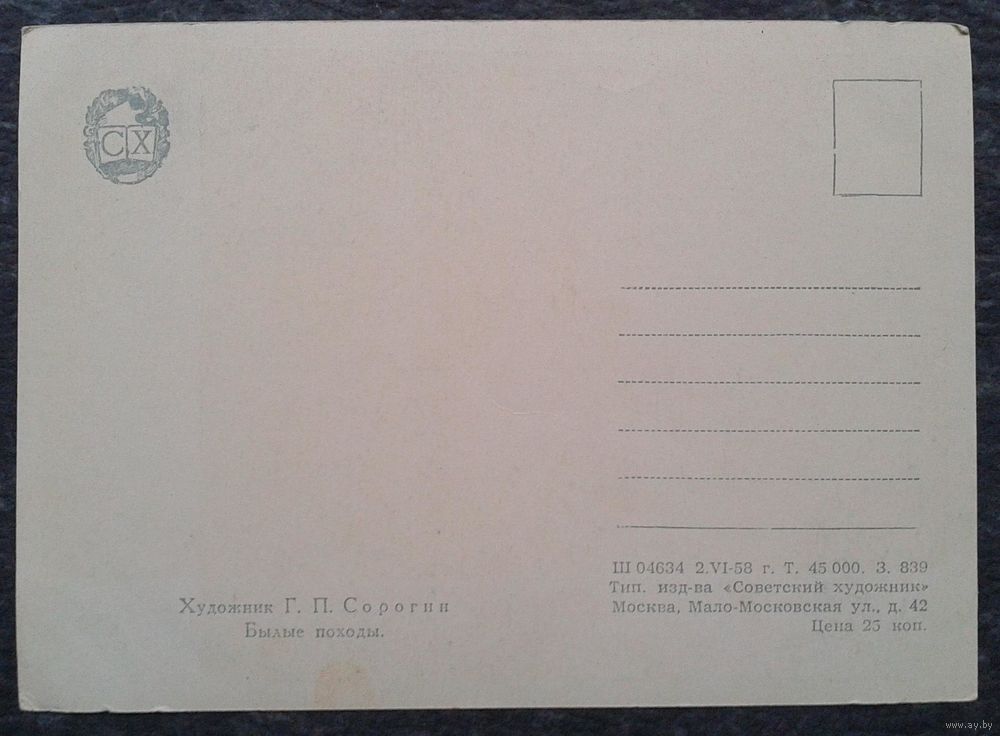 СХ
Художник Г. П. Сорогин
Былые походы.
Ш 04634 2.VI-58 г. Т. 45 000. З. 839
Тип. изд-ва «Советский художник»
Москва, Мало-Московская ул., д. 42
Цена 25 коп.
www.ay.by